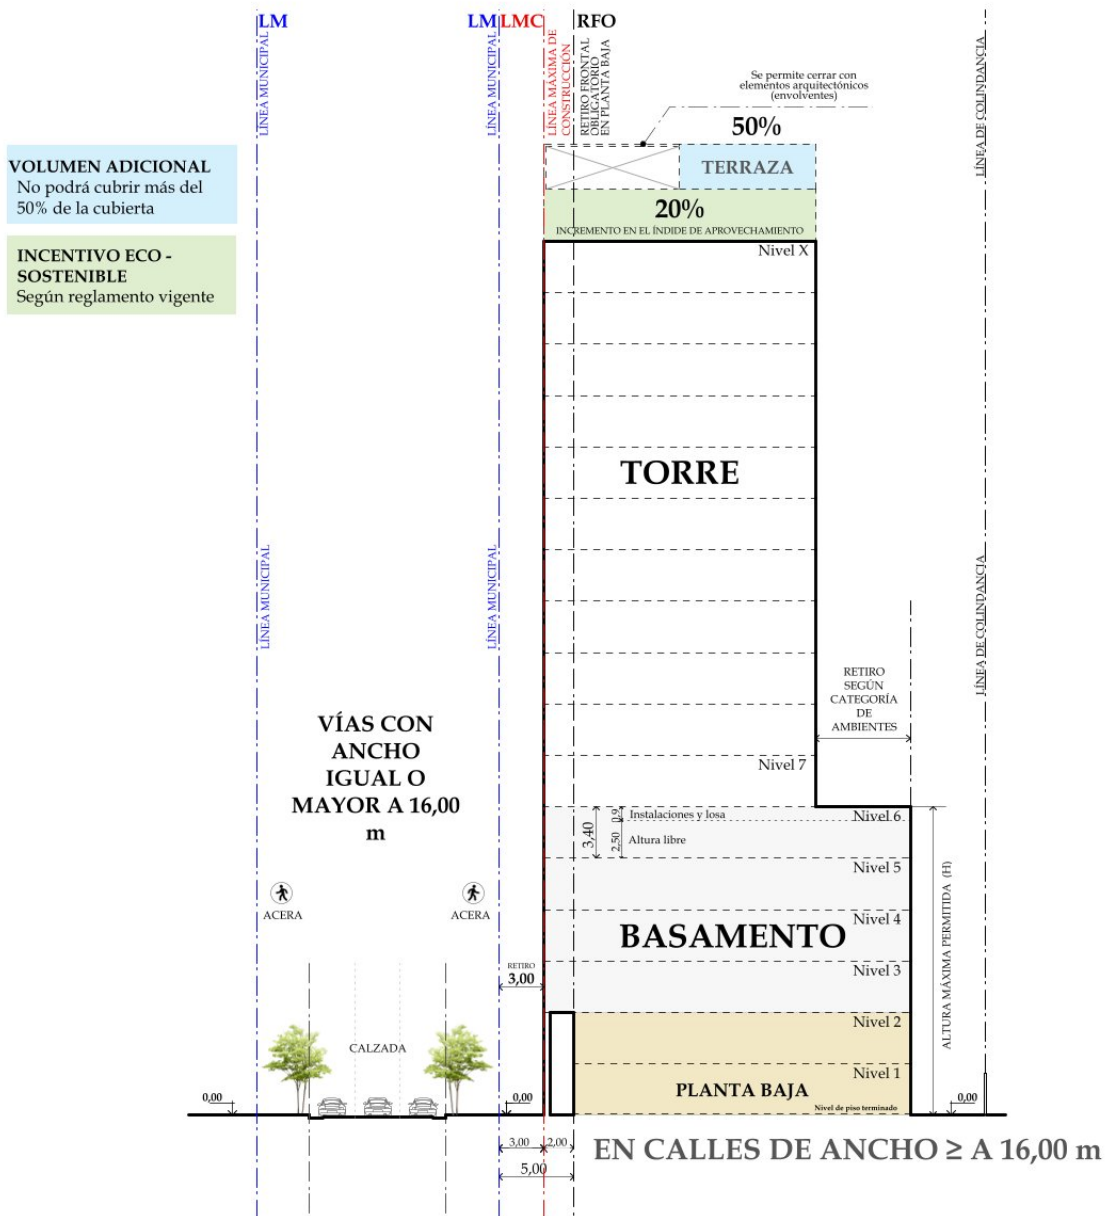 LM
LM
LMC
RFO
LÍNEA MUNICIPAL
LÍNEA MUNICIPAL
LÍNEA MÁXIMA DE
CONSTRUCCIÓN
RETIRO FRONTAL
OBLIGATORIO
EN PLANTA BAJA
LÍNEA DE COLINDANCIA
Se permite cerrar con
elementos arquitectónicos
(envolventes)
50%
TERRAZA
VOLUMEN ADICIONAL
No podrá cubrir más del
50% de la cubierta
20%
INCREMENTO EN EL ÍNDIDE DE APROVECHAMIENTO
INCENTIVO ECO -
SOSTENIBLE
Según reglamento vigente
Nivel X
TORRE
LÍNEA MUNICIPAL
LÍNEA MUNICIPAL
LÍNEA DE COLINDANCIA
RETIRO
SEGÚN
CATEGORÍA
DE
AMBIENTES
VÍAS CON
ANCHO
IGUAL O
MAYOR A 16,00
m
Nivel 7
3,40
0,9
2,50
Instalaciones y losa
Altura libre
Nivel 6
Nivel 5
Nivel 4
Nivel 3
BASAMENTO
ALTURA MÁXIMA PERMITIDA (H)
ACERA
ACERA
RETIRO
3,00
CALZADA
Nivel 2
Nivel 1
PLANTA BAJA
Nivel de piso terminado
0,00
0,00
0,00
3,00
2,00
5,00
EN CALLES DE ANCHO ≥ A 16,00 m